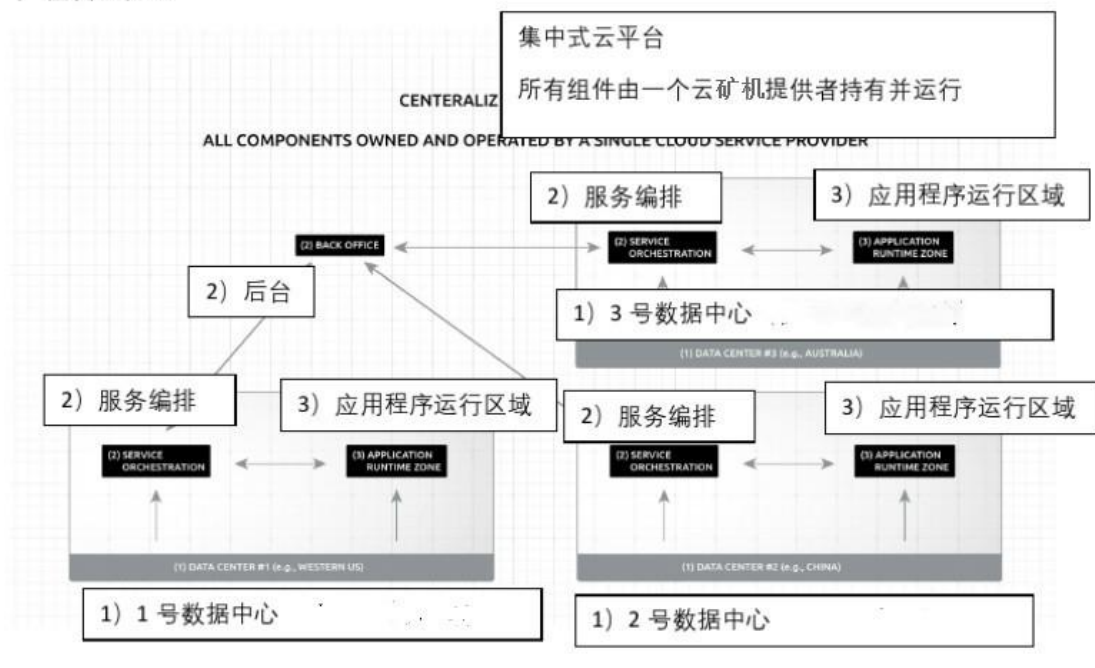 集中式云平台
所有组件由一个云矿机提供者持有并运行
CENTERALIZ
ALL COMPONENTS OWNED AND OPERATED BY A SINGLE CLOUD SERVICE PROVIDER
2）服务编排
3）应用程序运行区域
(2) BACK OFFICE
(2) SERVICE
ORCHESTRATION
(3) APPLICATION
RUNTIME ZONE
2）后台
1）3 号数据中心
(1) DATA CENTER #3 (e.g., AUSTRALIA)
2）服务编排
3）应用程序运行区域
2）服务编排
3）应用程序运行区域
(2) SERVICE
ORCHESTRATION
(3) APPLICATION
RUNTIME ZONE
(2) SERVICE
ORCHESTRATION
(3) APPLICATION
RUNTIME ZONE
(1) DATA CENTER #1 (e.g., WESTERN US)
(1) DATA CENTER #2 (e.g., CHINA)
1）1 号数据中心
1）2 号数据中心